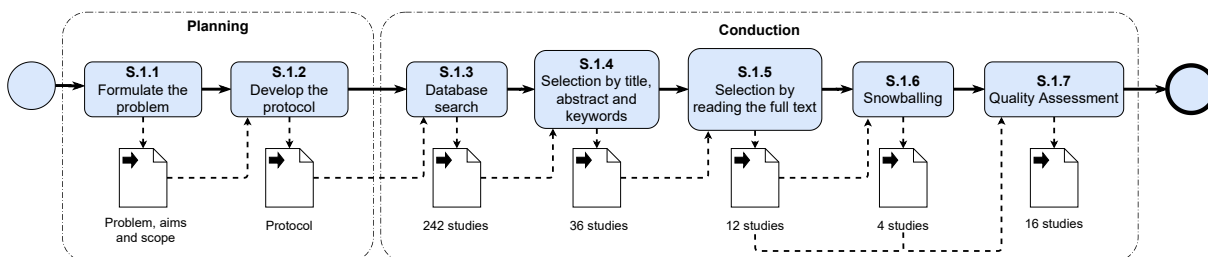 Planning
Conduction
S.1.1
Formulate the
problem
S.1.2
Develop the
protocol
S.1.3
Database
search
S.1.4
Selection by title,
abstract and
keywords
S.1.5
Selection by
reading the full text
S.1.6
Snowballing
S.1.7
Quality Assessment
Problem, aims
and scope
Protocol
242 studies
36 studies
12 studies
4 studies
16 studies